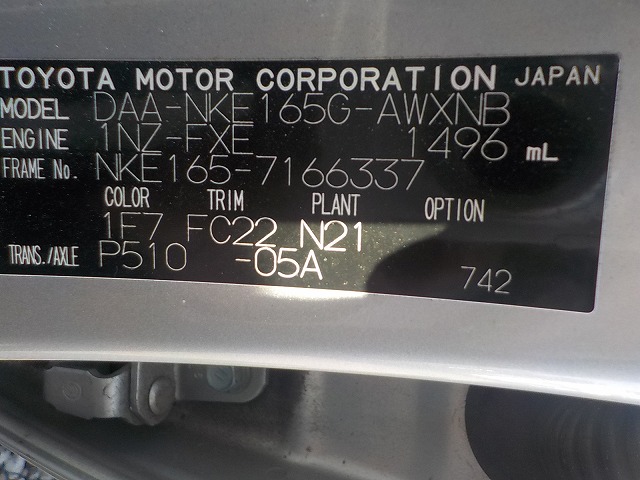 TOYOTA MOTOR CORPORATION JAPAN
MODEL DAA-NKE165G-AWXNB
ENGINE 1NZ-FXE 1496 mL
FRAME No. NKE165-7166337
COLOR TRIM PLANT OPTION
1F7 FC22 N21
TRANS./AXLE P510 -05A
742